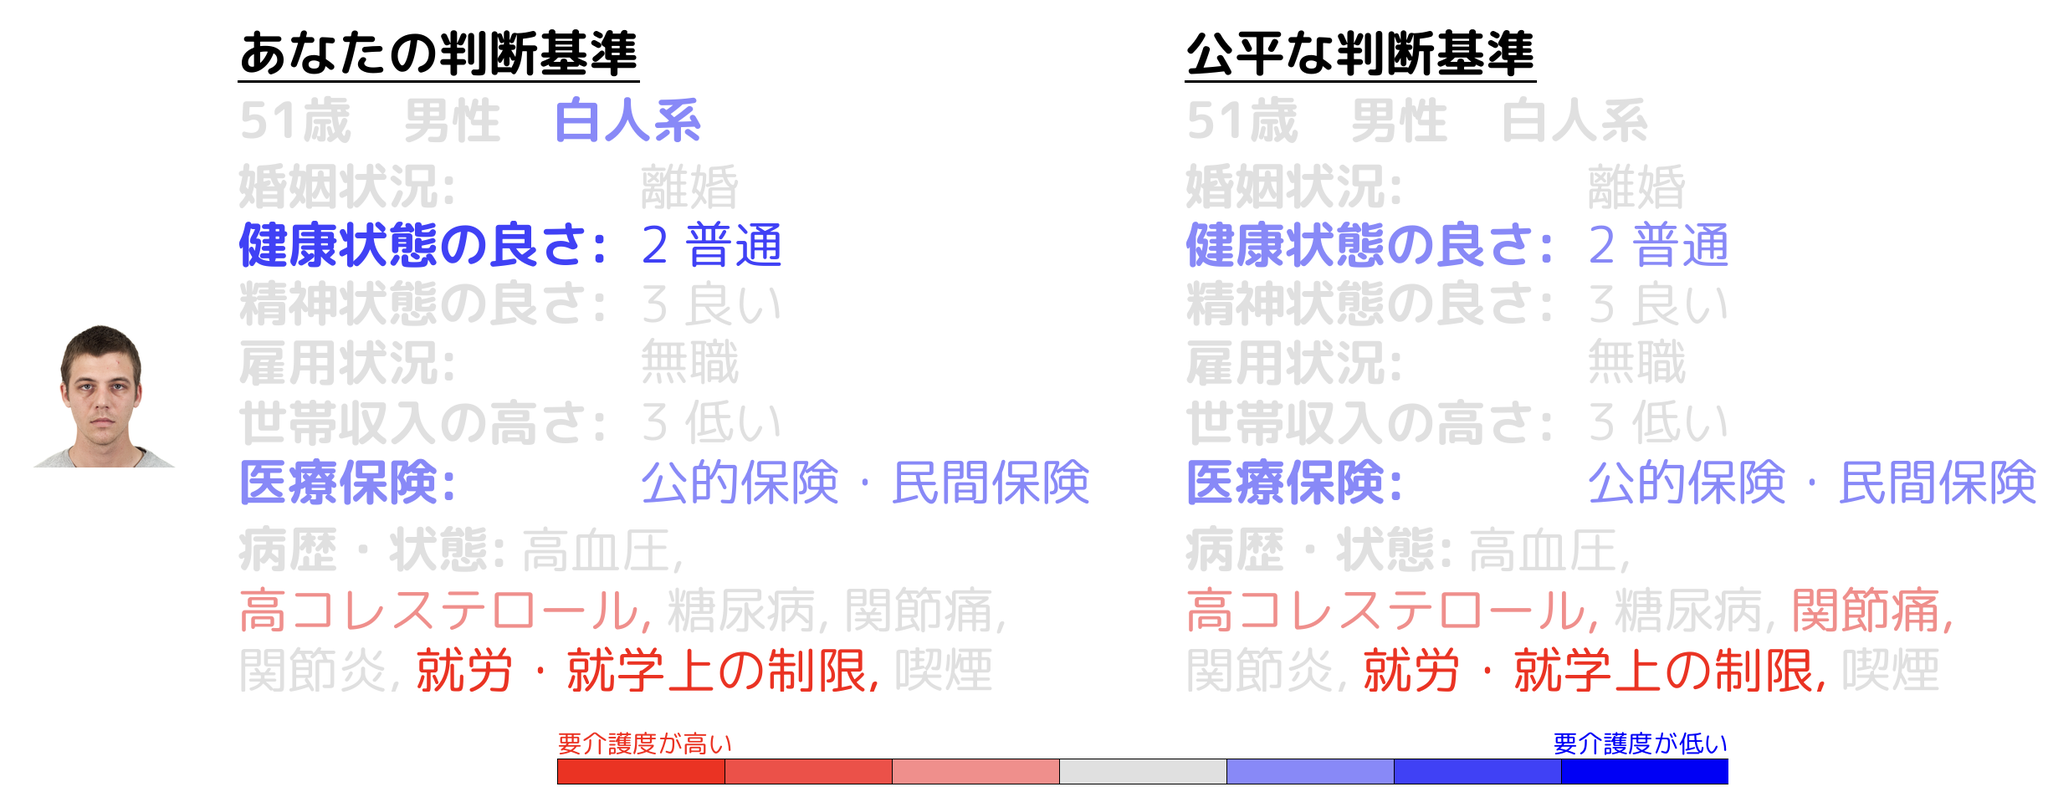 あなたの判断基準
51歳 男性 白人系
婚姻状況: 離婚
健康状態の良さ: 2 普通
精神状態の良さ: 3 良い
雇用状況: 無職
世帯収入の高さ: 3 低い
医療保険: 公的保険・民間保険
病歴・状態: 高血圧,
高コレステロール, 糖尿病, 関節痛,
関節炎, 就労・就学上の制限, 喫煙
公平な判断基準
51歳 男性 白人系
婚姻状況: 離婚
健康状態の良さ: 2 普通
精神状態の良さ: 3 良い
雇用状況: 無職
世帯収入の高さ: 3 低い
医療保険: 公的保険・民間保険
病歴・状態: 高血圧,
高コレステロール, 糖尿病, 関節痛,
関節炎, 就労・就学上の制限, 喫煙
要介護度が高い
要介護度が低い